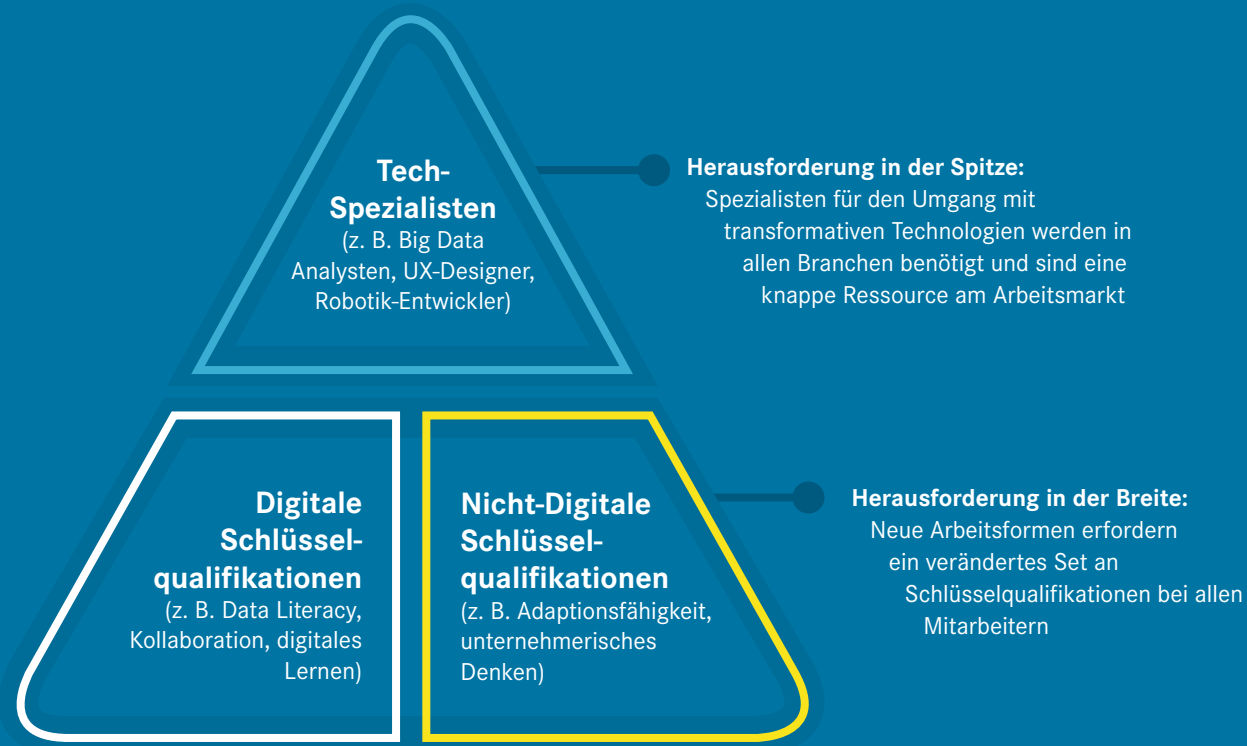 Tech-
Spezialisten
(z. B. Big Data
Analysten, UX-Designer,
Robotik-Entwickler)
Herausforderung in der Spitze:
Spezialisten für den Umgang mit
transformativen Technologien werden in
allen Branchen benötigt und sind eine
knappe Ressource am Arbeitsmarkt
Digitale
Schlüssel-
qualifikationen
(z. B. Data Literacy,
Kollaboration, digitales
Lernen)
Nicht-Digitale
Schlüssel-
qualifikationen
(z. B. Adaptionsfähigkeit,
unternehmerisches
Denken)
Herausforderung in der Breite:
Neue Arbeitsformen erfordern
ein verändertes Set an
Schlüsselqualifikationen bei allen
Mitarbeitern